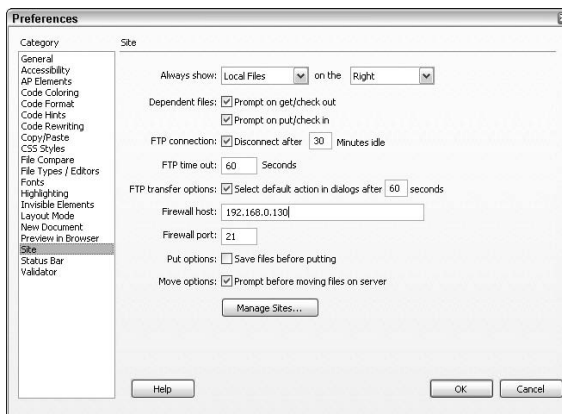 Preferences
Category
Site
General
Accessibility
AP Elements
Code Coloring
Code Format
Code Hints
Code Rewriting
Copy/Paste
CSS Styles
File Compare
File Types / Editors
Fonts
Highlighting
Invisible Elements
Layout Mode
New Document
Preview in Browser
Site
Status Bar
Validator
Always show: Local Files on the Right
Dependent files: Prompt on get/check out
Prompt on put/check in
FTP connection: Disconnect after 30 Minutes idle
FTP time out: 60 Seconds
FTP transfer options: Select default action in dialogs after 60 seconds
Firewall host: 192.168.0.130
Firewall port: 21
Put options: Save files before putting
Move options: Prompt before moving files on server
Manage Sites...
Help
OK
Cancel